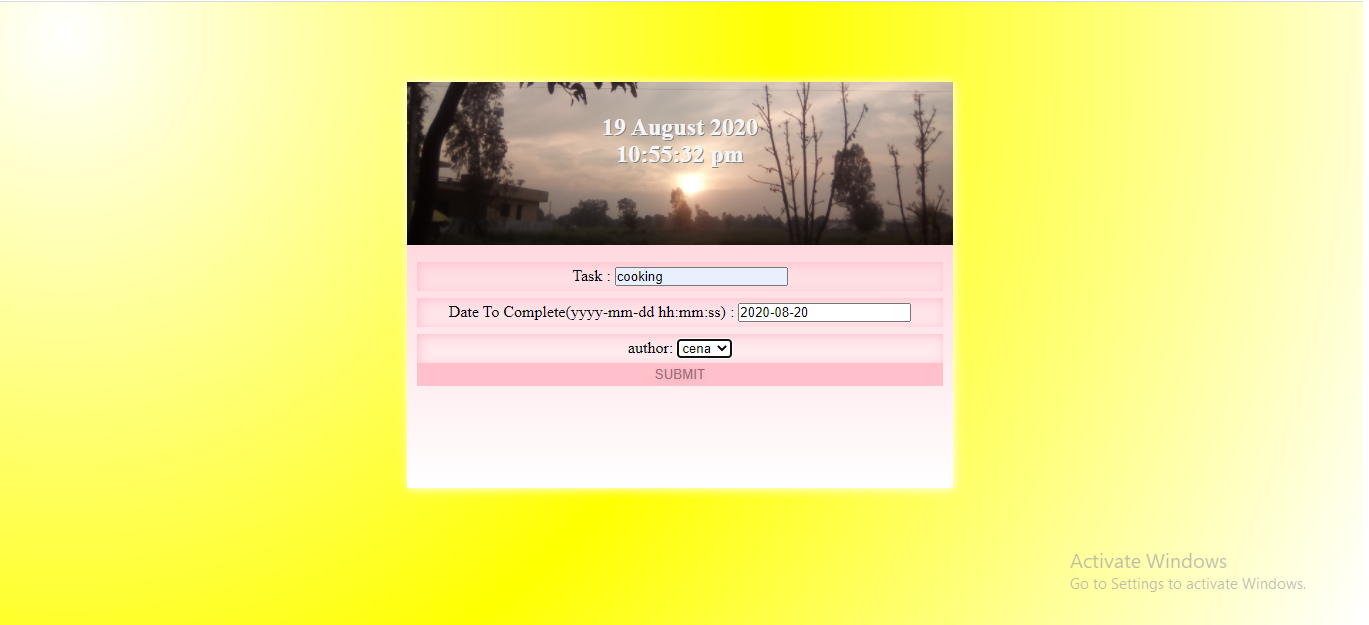 19 August 2020
10:55:32 pm
Task : cooking
Date To Complete(yyyy-mm-dd hh:mm:ss) : 2020-08-20
author: cena
SUBMIT
Activate Windows
Go to Settings to activate Windows.